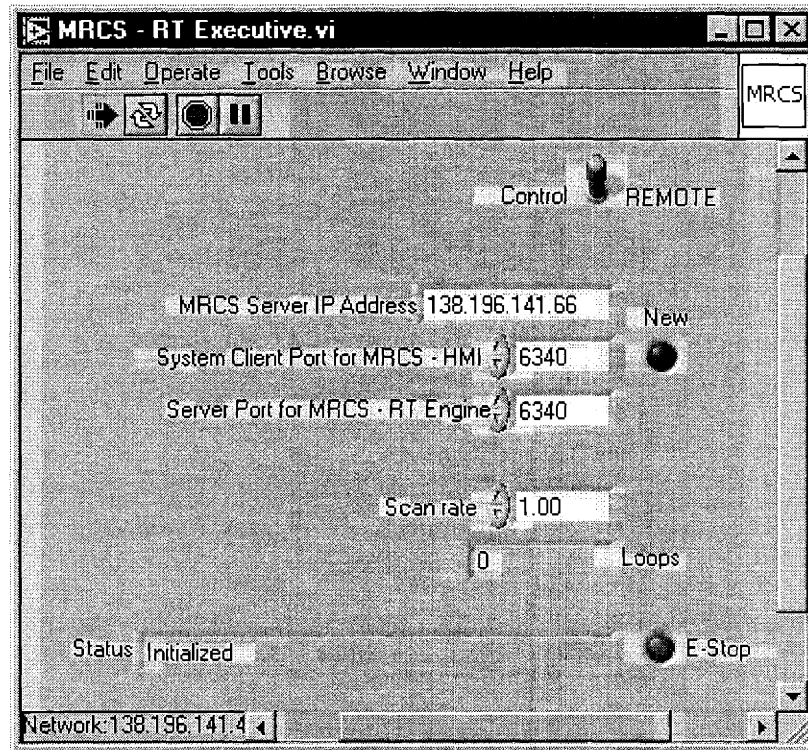 MRCS - RT Executive.vi
File Edit Operate Tools Browse Window Help
MRCS
Control REMOTE
MRCS Server IP Address 138.196.141.66
New
System Client Port for MRCS - HMI 6340
Server Port for MRCS - RT Engine 6340
Scan rate 1.00
0 Loops
Status Initialized E-Stop
Network:138.196.141.4